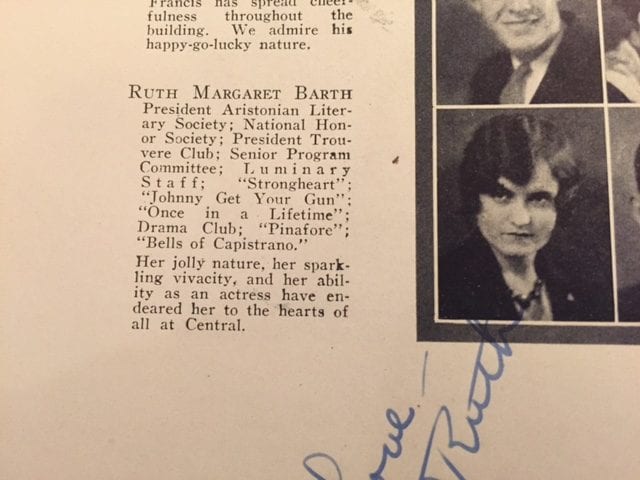 Francis has spread cheer-
fulness throughout the
building. We admire his
happy-go-lucky nature.
RUTH MARGARET BARTH
President Aristonian Liter-
ary Society; National Hon-
or Society; President Trou-
vere Club; Senior Program
Committee; Luminary
Staff; "Strongheart";
"Johnny Get Your Gun";
"Once in a Lifetime";
Drama Club; "Pinafore";
"Bells of Capistrano."
Her jolly nature, her spark-
ling vivacity, and her abil-
ity as an actress have en-
deared her to the hearts of
all at Central.
Love —
Ruth